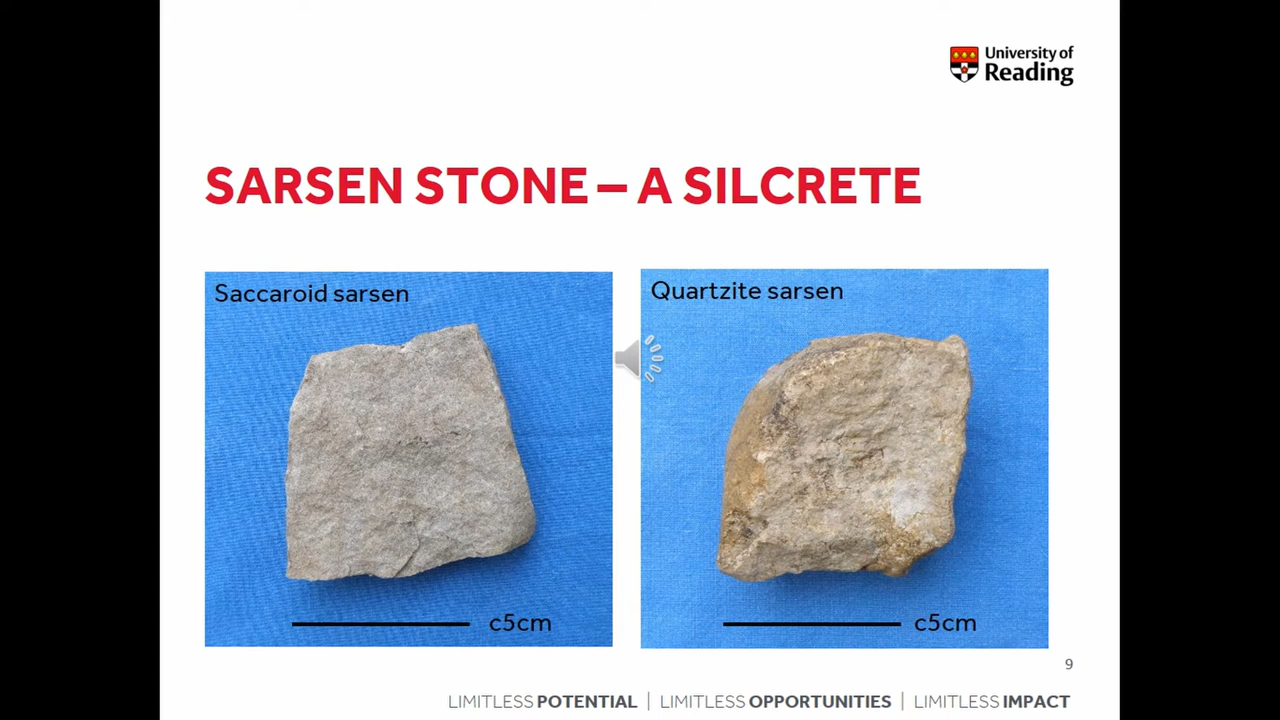 University of
Reading
SARSEN STONE – A SILCRETE
Saccaroid sarsen
Quartzite sarsen
c5cm
c5cm
9
LIMITLESS POTENTIAL | LIMITLESS OPPORTUNITIES | LIMITLESS IMPACT